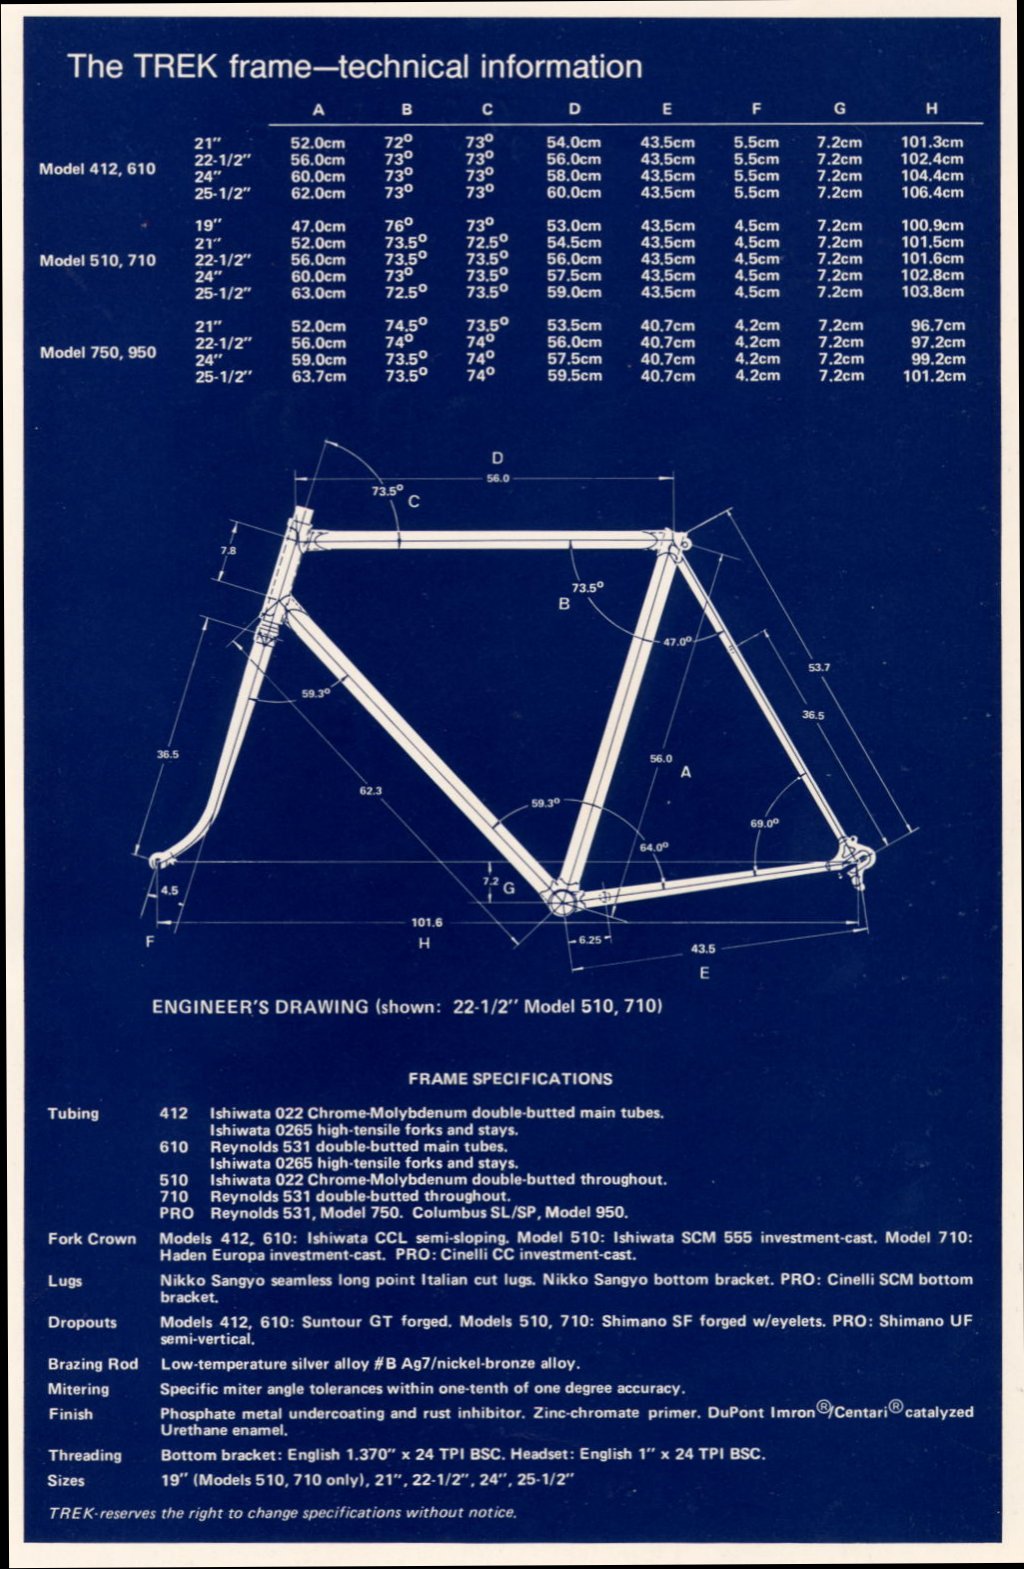 The TREK frame—technical information
A B C D E F G H
21″ 52.0cm 72° 73° 54.0cm 43.5cm 5.5cm 7.2cm 101.3cm
22-1/2″ 56.0cm 73° 73° 56.0cm 43.5cm 5.5cm 7.2cm 102.4cm
Model 412, 610
24″ 60.0cm 73° 73° 58.0cm 43.5cm 5.5cm 7.2cm 104.4cm
25-1/2″ 62.0cm 73° 73° 60.0cm 43.5cm 5.5cm 7.2cm 106.4cm
19″ 47.0cm 76° 73° 53.0cm 43.5cm 4.5cm 7.2cm 100.9cm
21″ 52.0cm 73.5° 72.5° 54.5cm 43.5cm 4.5cm 7.2cm 101.5cm
Model 510, 710 22-1/2″ 56.0cm 73.5° 73.5° 56.0cm 43.5cm 4.5cm 7.2cm 101.6cm
24″ 60.0cm 73° 73.5° 57.5cm 43.5cm 4.5cm 7.2cm 102.8cm
25-1/2″ 63.0cm 72.5° 73.5° 59.0cm 43.5cm 4.5cm 7.2cm 103.8cm
21″ 52.0cm 74.5° 73.5° 53.5cm 40.7cm 4.2cm 7.2cm 96.7cm
22-1/2″ 56.0cm 74° 74° 56.0cm 40.7cm 4.2cm 7.2cm 97.2cm
Model 750, 950
24″ 59.0cm 73.5° 74° 57.5cm 40.7cm 4.2cm 7.2cm 99.2cm
25-1/2″ 63.7cm 73.5° 74° 59.5cm 40.7cm 4.2cm 7.2cm 101.2cm
D
56.0
73.5° C
7.8
73.5°
B
47.0°
53.7
59.3°
36.5
36.5
56.0 A
62.3
59.3°
69.0°
64.0°
7.2 G
4.5
101.6
F H
6.25
43.5
E
ENGINEER'S DRAWING (shown: 22-1/2″ Model 510, 710)
FRAME SPECIFICATIONS
Tubing 412 Ishiwata 022 Chrome-Molybdenum double-butted main tubes.
Ishiwata 0265 high-tensile forks and stays.
610 Reynolds 531 double-butted main tubes.
Ishiwata 0265 high-tensile forks and stays.
510 Ishiwata 022 Chrome-Molybdenum double-butted throughout.
710 Reynolds 531 double-butted throughout.
PRO Reynolds 531, Model 750. Columbus SL/SP, Model 950.
Fork Crown Models 412, 610: Ishiwata CCL semi-sloping. Model 510: Ishiwata SCM 555 investment-cast. Model 710:
Haden Europa investment-cast. PRO: Cinelli CC investment-cast.
Lugs Nikko Sangyo seamless long point Italian cut lugs. Nikko Sangyo bottom bracket. PRO: Cinelli SCM bottom
bracket.
Dropouts Models 412, 610: Suntour GT forged. Models 510, 710: Shimano SF forged w/eyelets. PRO: Shimano UF
semi-vertical.
Brazing Rod Low-temperature silver alloy #B Ag7/nickel-bronze alloy.
Mitering Specific miter angle tolerances within one-tenth of one degree accuracy.
Finish Phosphate metal undercoating and rust inhibitor. Zinc-chromate primer. DuPont Imron®/Centari® catalyzed
Urethane enamel.
Threading Bottom bracket: English 1.370″ x 24 TPI BSC. Headset: English 1″ x 24 TPI BSC.
Sizes 19″ (Models 510, 710 only), 21″, 22-1/2″, 24″, 25-1/2″
TREK-reserves the right to change specifications without notice.